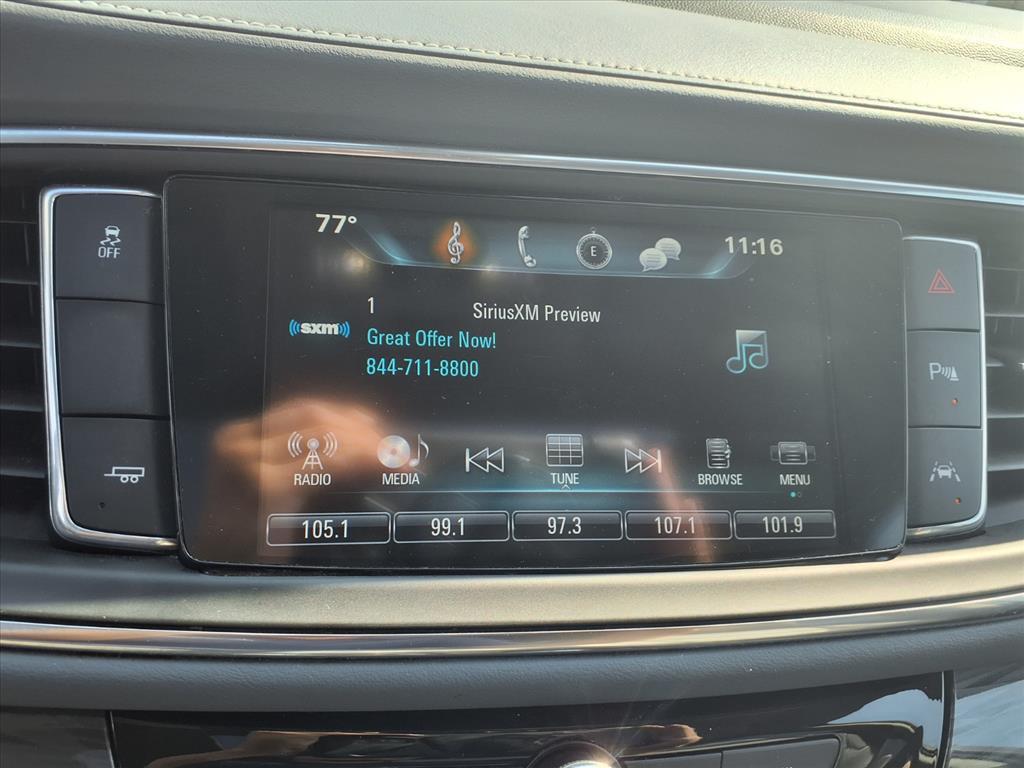 77°
E
11:16
OFF
1 SiriusXM Preview
((sxm))
Great Offer Now!
844-711-8800
P
RADIO MEDIA TUNE BROWSE MENU
105.1 99.1 97.3 107.1 101.9